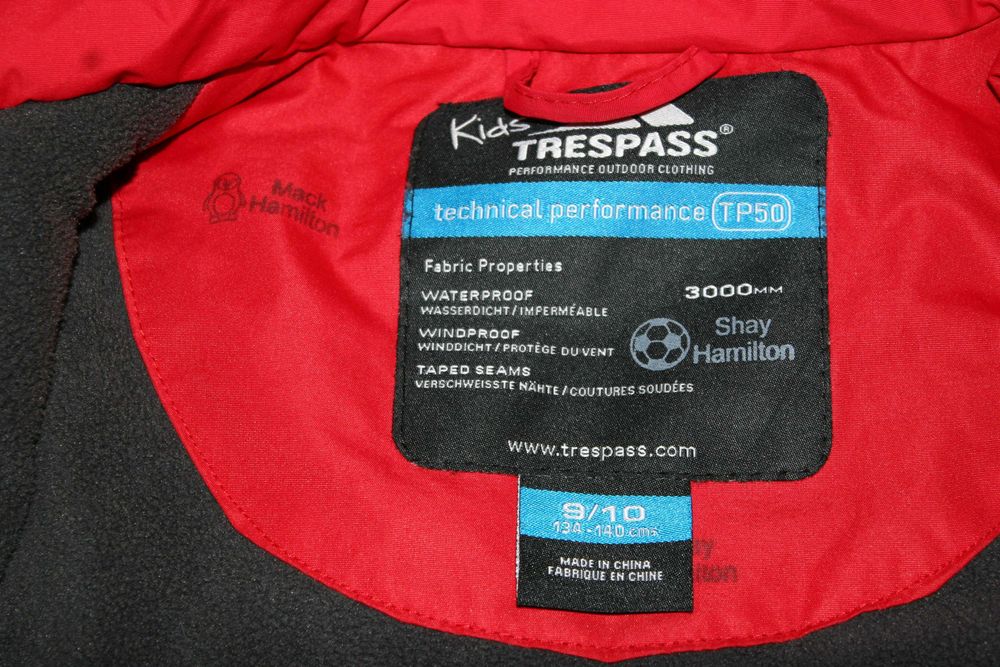 Kids
TRESPASS®
PERFORMANCE OUTDOOR CLOTHING
technical performance TP50
Mack
Hamilton
Fabric Properties
WATERPROOF 3000MM
WASSERDICHT/IMPERMÉABLE
WINDPROOF
WINDDICHT/PROTÈGE DU VENT
Shay
Hamilton
TAPED SEAMS
VERSCHWEISSTE NÄHTE/COUTURES SOUDÉES
www.trespass.com
9/10
134-140 cms
MADE IN CHINA
FABRIQUE EN CHINE